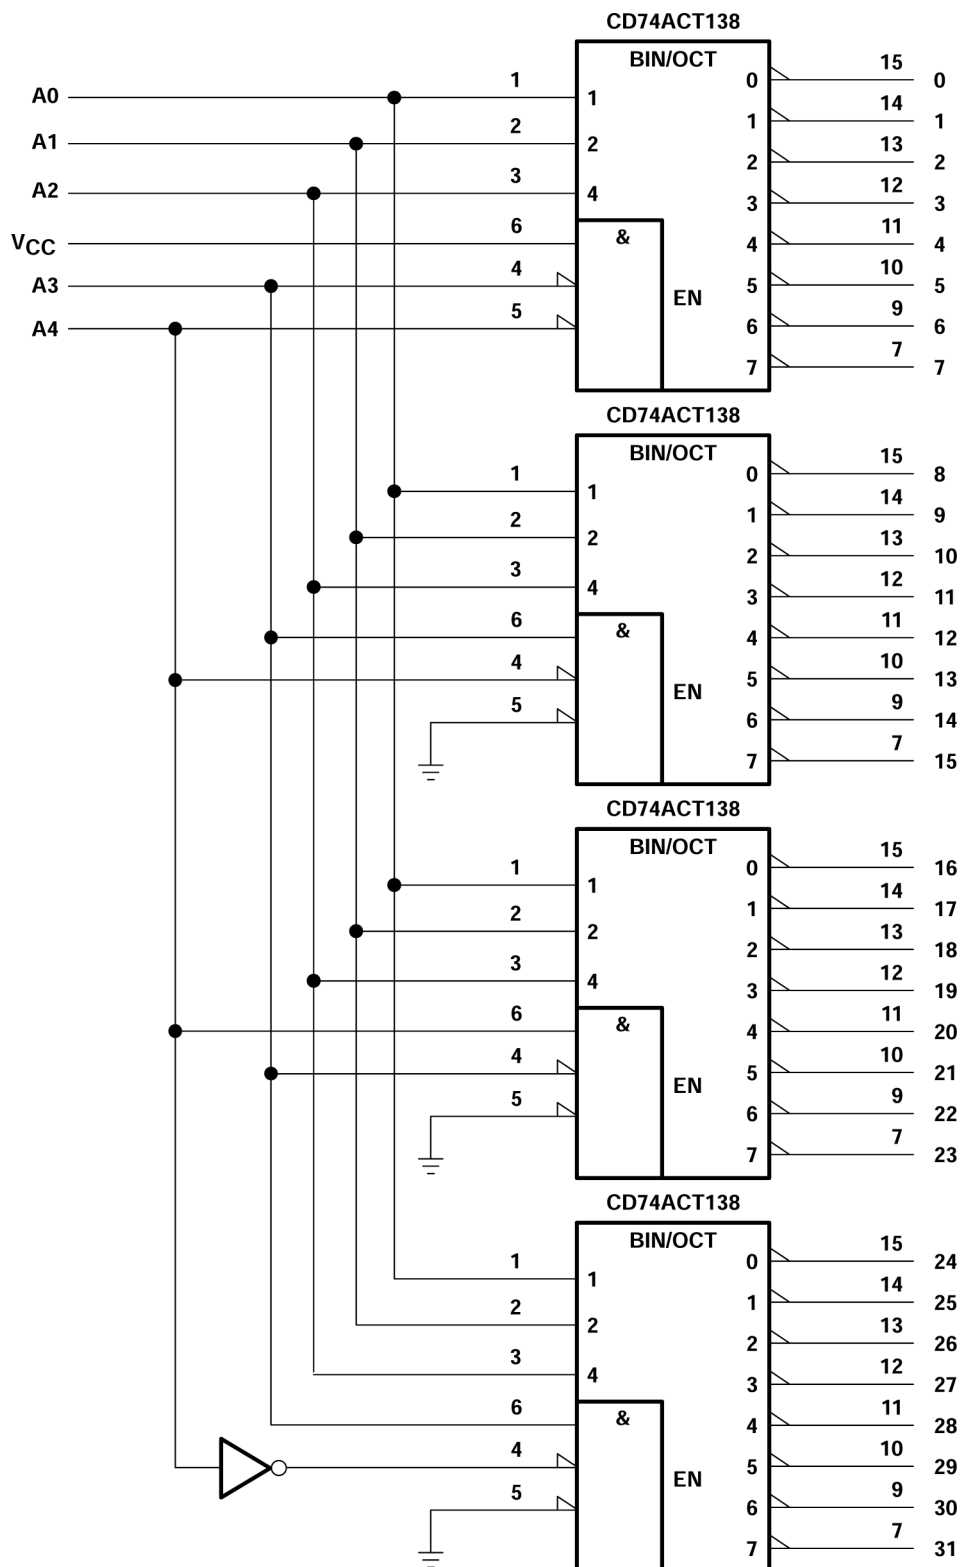 CD74ACT138
BIN/OCT
A0 1 1 0 15 0
A1 2 2 1 14 1
A2 3 4 2 13 2
3 12 3
VCC 6 & 4 11 4
A3 4 EN 5 10 5
A4 5 6 9 6
7 7 7
CD74ACT138
BIN/OCT
1 1 0 15 8
2 2 1 14 9
3 4 2 13 10
3 12 11
6 & 4 11 12
4 EN 5 10 13
5 6 9 14
7 7 15
CD74ACT138
BIN/OCT
1 1 0 15 16
2 2 1 14 17
3 4 2 13 18
3 12 19
6 & 4 11 20
4 EN 5 10 21
5 6 9 22
7 7 23
CD74ACT138
BIN/OCT
1 1 0 15 24
2 2 1 14 25
3 4 2 13 26
3 12 27
6 & 4 11 28
4 EN 5 10 29
5 6 9 30
7 7 31